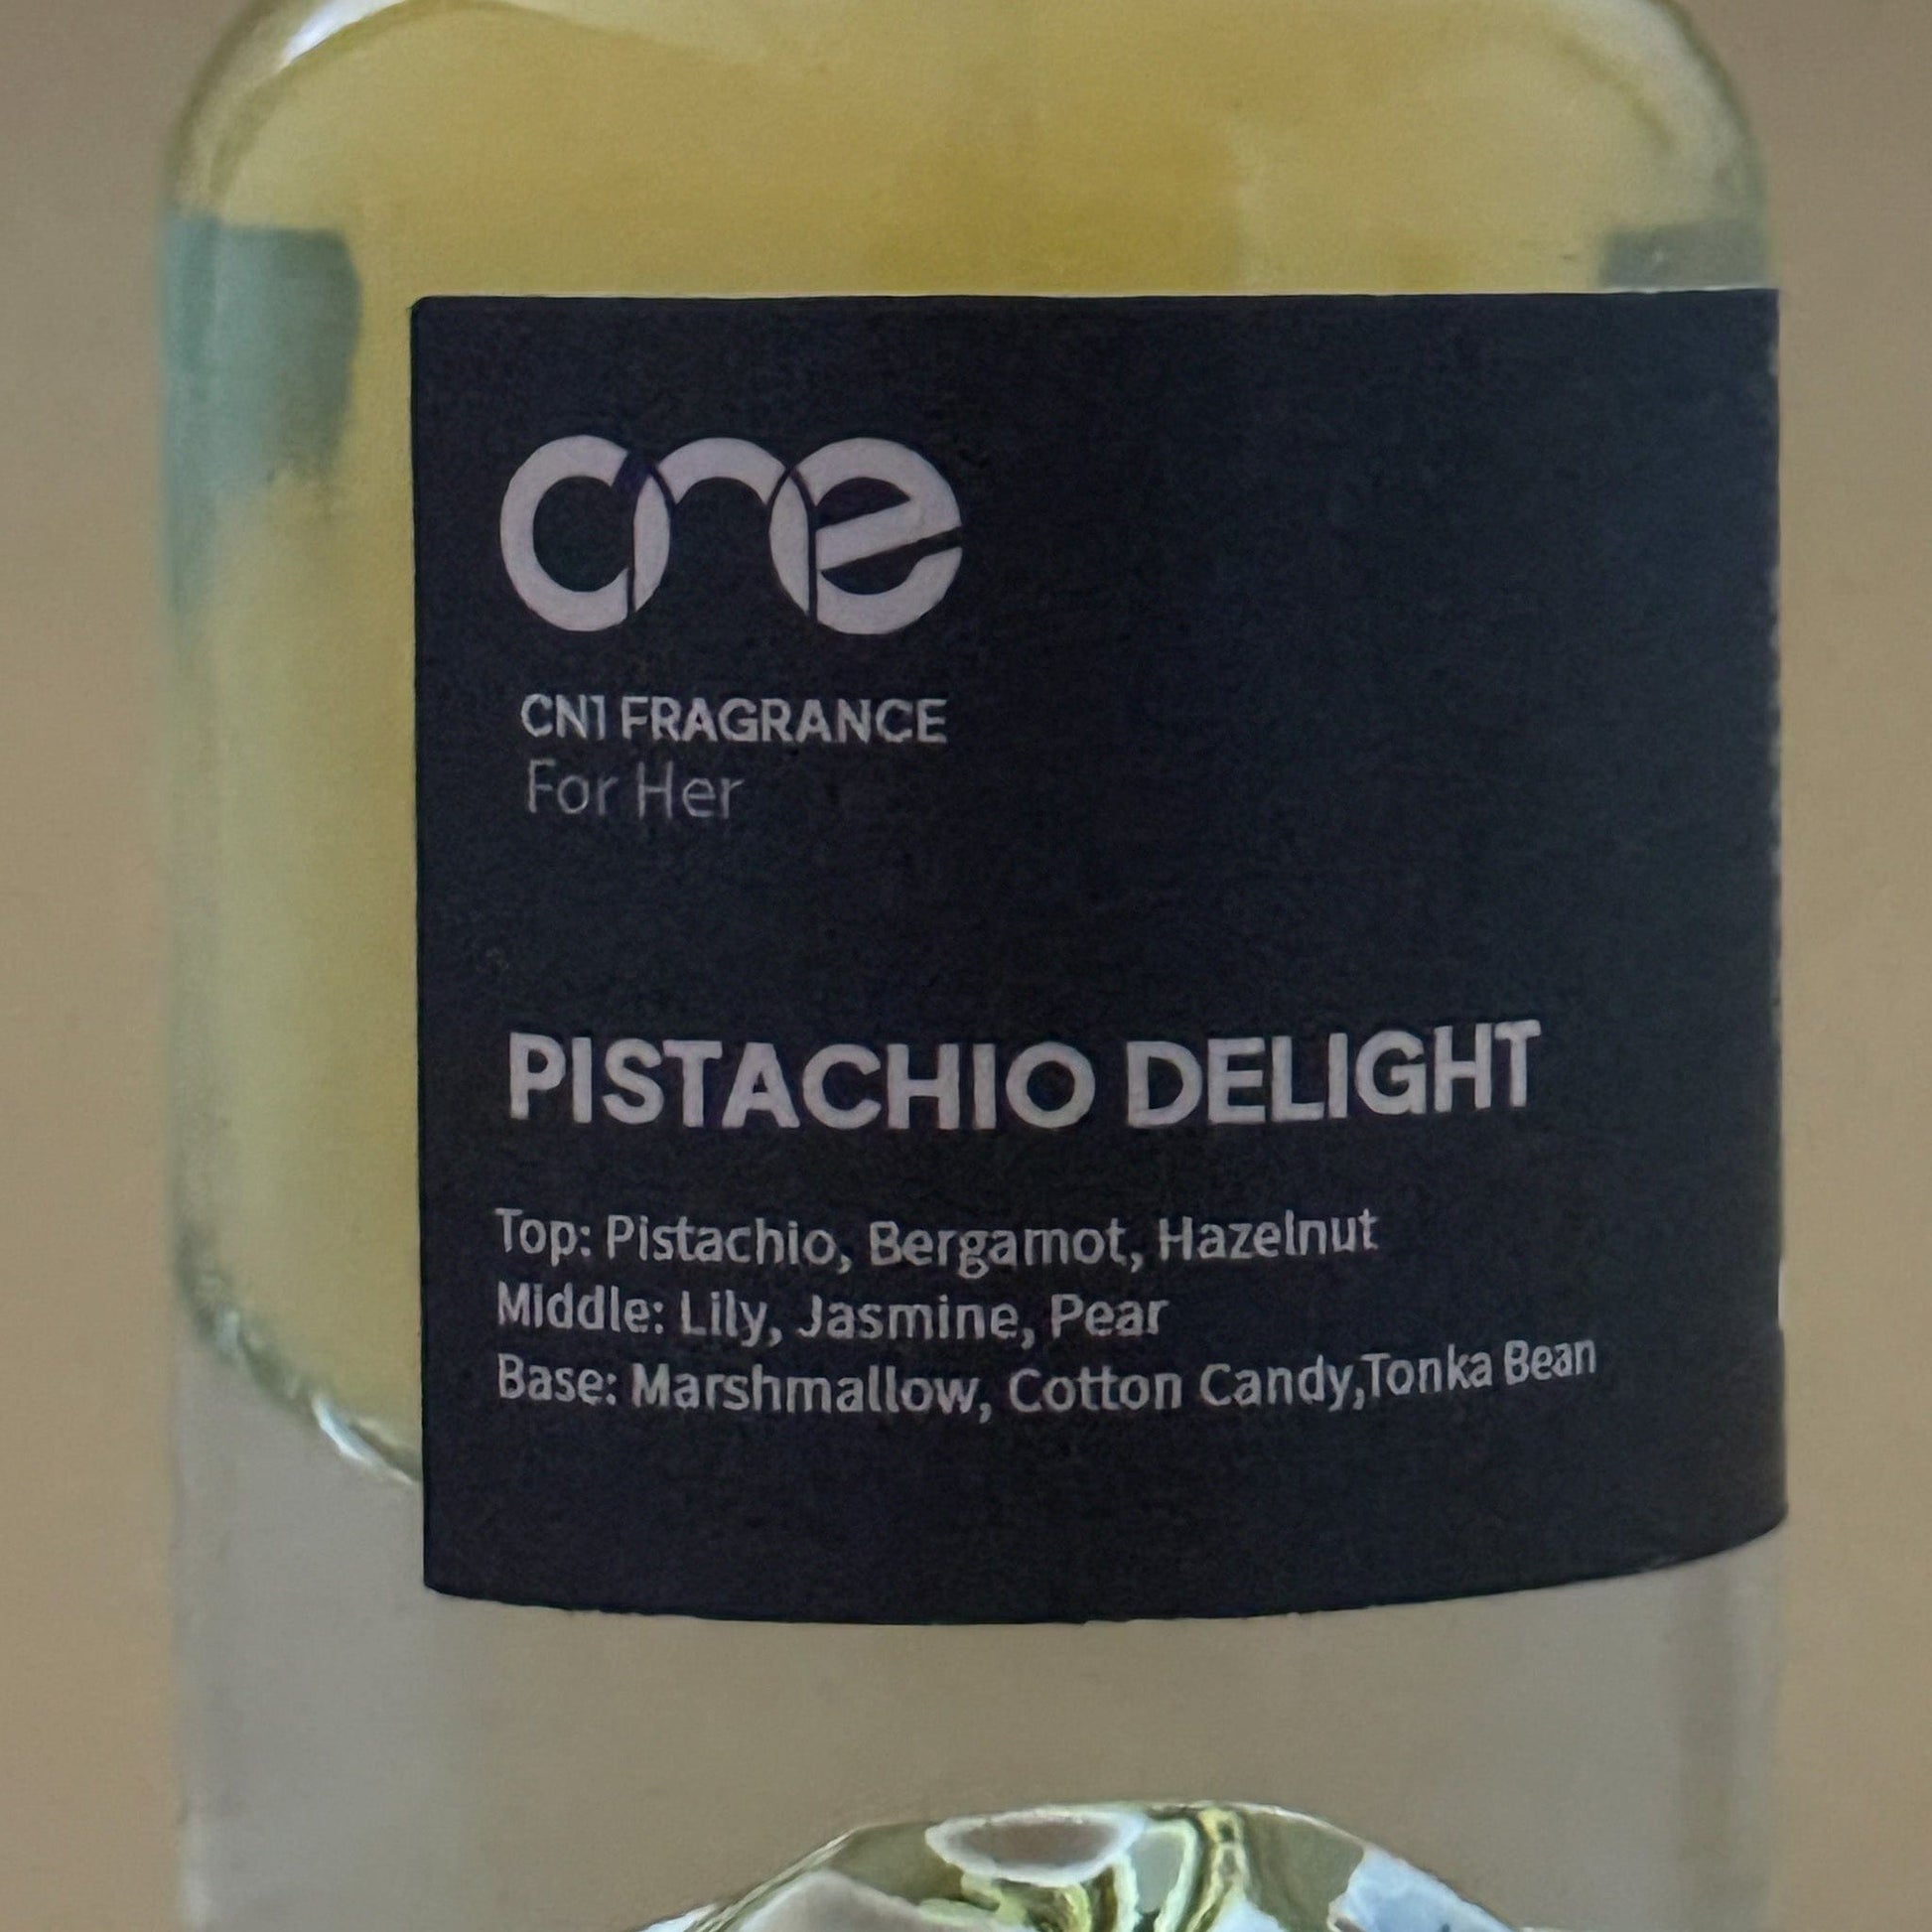 one
CN1 FRAGRANCE
For Her
PISTACHIO DELIGHT
Top: Pistachio, Bergamot, Hazelnut
Middle: Lily, Jasmine, Pear
Base: Marshmallow, Cotton Candy,Tonka Bean